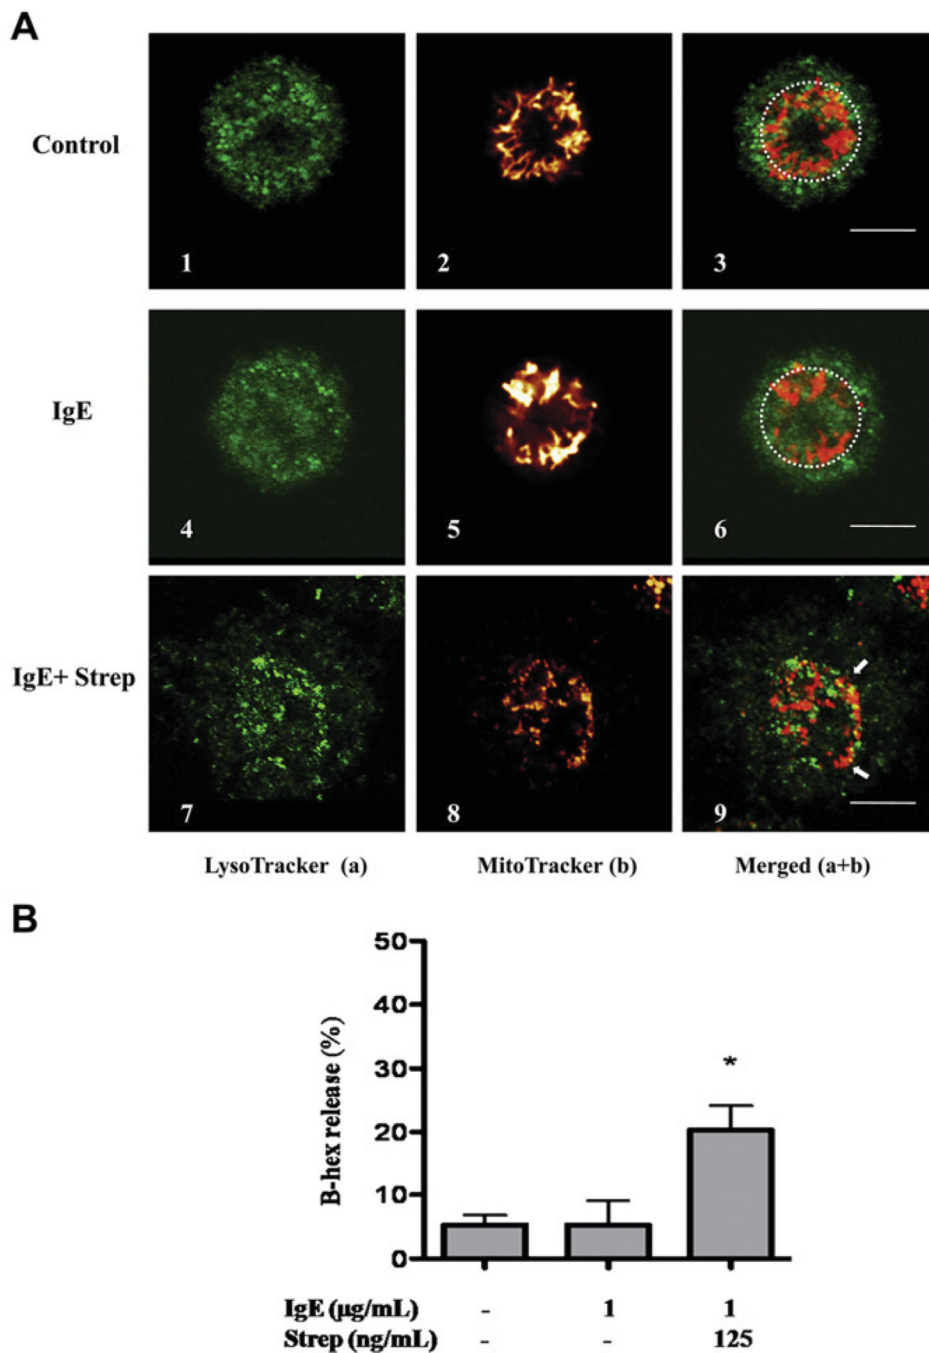 A
Control
1
2
3
IgE
4
5
6
IgE+ Strep
7
8
9
LysoTracker (a)
MitoTracker (b)
Merged (a+b)
B
50
40
30
20
10
0
B-hex release (%)
*
IgE (μg/mL) - 1 1
Strep (ng/mL) - - 125